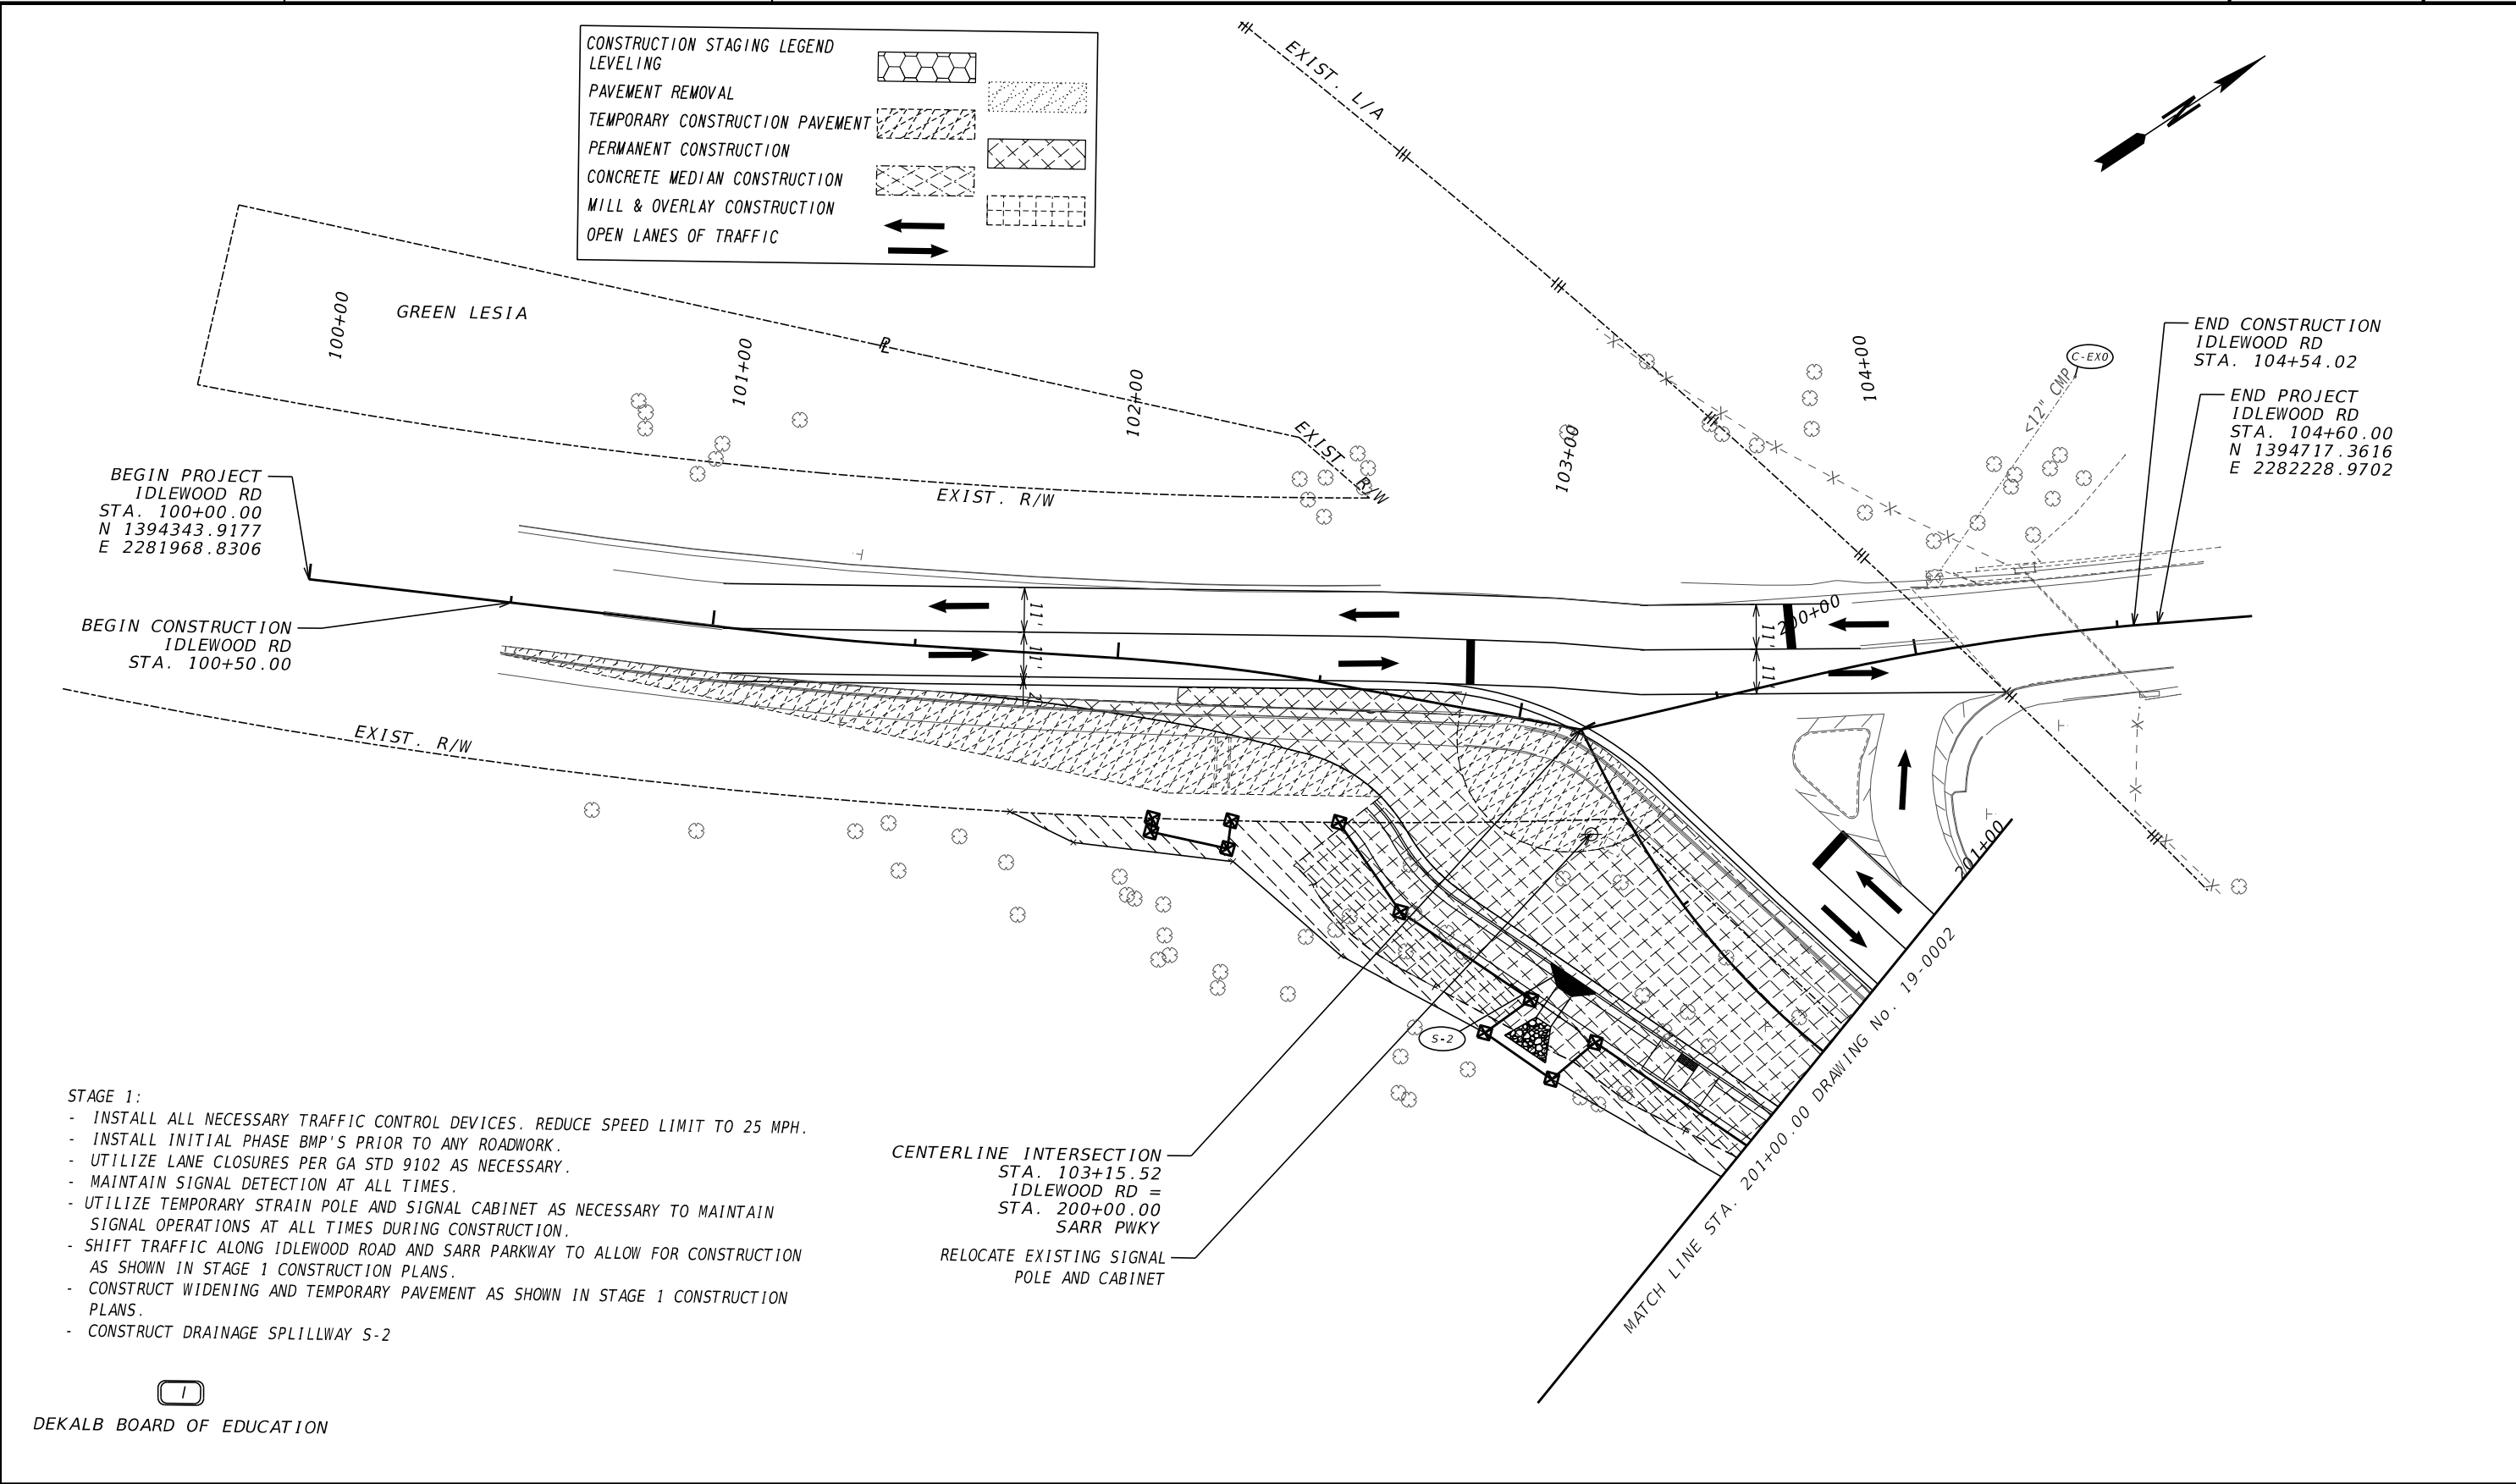 CONSTRUCTION STAGING LEGEND
LEVELING
PAVEMENT REMOVAL
TEMPORARY CONSTRUCTION PAVEMENT
PERMANENT CONSTRUCTION
CONCRETE MEDIAN CONSTRUCTION
MILL & OVERLAY CONSTRUCTION
OPEN LANES OF TRAFFIC
EXIST. L/A
N
GREEN LESIA
100+00
101+00
102+00
103+00
104+00
PL
EXIST. R/W
EXIST. R/W
C-EX0
<12" CMP
END CONSTRUCTION
IDLEWOOD RD
STA. 104+54.02
END PROJECT
IDLEWOOD RD
STA. 104+60.00
N 1394717.3616
E 2282228.9702
BEGIN PROJECT
IDLEWOOD RD
STA. 100+00.00
N 1394343.9177
E 2281968.8306
BEGIN CONSTRUCTION
IDLEWOOD RD
STA. 100+50.00
11'
11'
2'
11'
11'
200+00
EXIST. R/W
201+00
S-2
MATCH LINE STA. 201+00.00 DRAWING No. 19-0002
CENTERLINE INTERSECTION
STA. 103+15.52
IDLEWOOD RD =
STA. 200+00.00
SARR PWKY
RELOCATE EXISTING SIGNAL
POLE AND CABINET
STAGE 1:
- INSTALL ALL NECESSARY TRAFFIC CONTROL DEVICES. REDUCE SPEED LIMIT TO 25 MPH.
- INSTALL INITIAL PHASE BMP'S PRIOR TO ANY ROADWORK.
- UTILIZE LANE CLOSURES PER GA STD 9102 AS NECESSARY.
- MAINTAIN SIGNAL DETECTION AT ALL TIMES.
- UTILIZE TEMPORARY STRAIN POLE AND SIGNAL CABINET AS NECESSARY TO MAINTAIN
SIGNAL OPERATIONS AT ALL TIMES DURING CONSTRUCTION.
- SHIFT TRAFFIC ALONG IDLEWOOD ROAD AND SARR PARKWAY TO ALLOW FOR CONSTRUCTION
AS SHOWN IN STAGE 1 CONSTRUCTION PLANS.
- CONSTRUCT WIDENING AND TEMPORARY PAVEMENT AS SHOWN IN STAGE 1 CONSTRUCTION
PLANS.
- CONSTRUCT DRAINAGE SPLILLWAY S-2
1
DEKALB BOARD OF EDUCATION